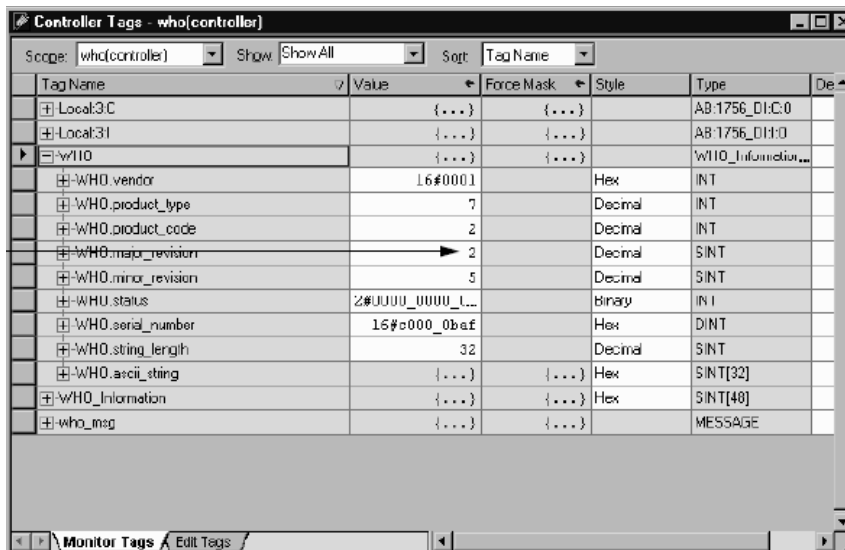 Controller Tags - who(controller)
Scope: who(controller) Show: Show All Sort: Tag Name
Tag Name Value Force Mask Style Type De
Local:3:C {...} {...} AB:1756_DI:C:0
Local:3:I {...} {...} AB:1756_DI:I:0
WHO {...} {...} WHO_Information...
WHO.vendor 16#0001 Hex INT
WHO.product_type 7 Decimal INT
WHO.product_code 2 Decimal INT
WHO.major_revision 2 Decimal SINT
WHO.minor_revision 5 Decimal SINT
WHO.status 2#0000_0000_0... Binary INT
WHO.serial_number 16#c000_0baf Hex DINT
WHO.string_length 32 Decimal SINT
WHO.ascii_string {...} {...} Hex SINT[32]
WHO_Information {...} {...} Hex SINT[48]
who_msg {...} {...} MESSAGE
Monitor Tags Edit Tags